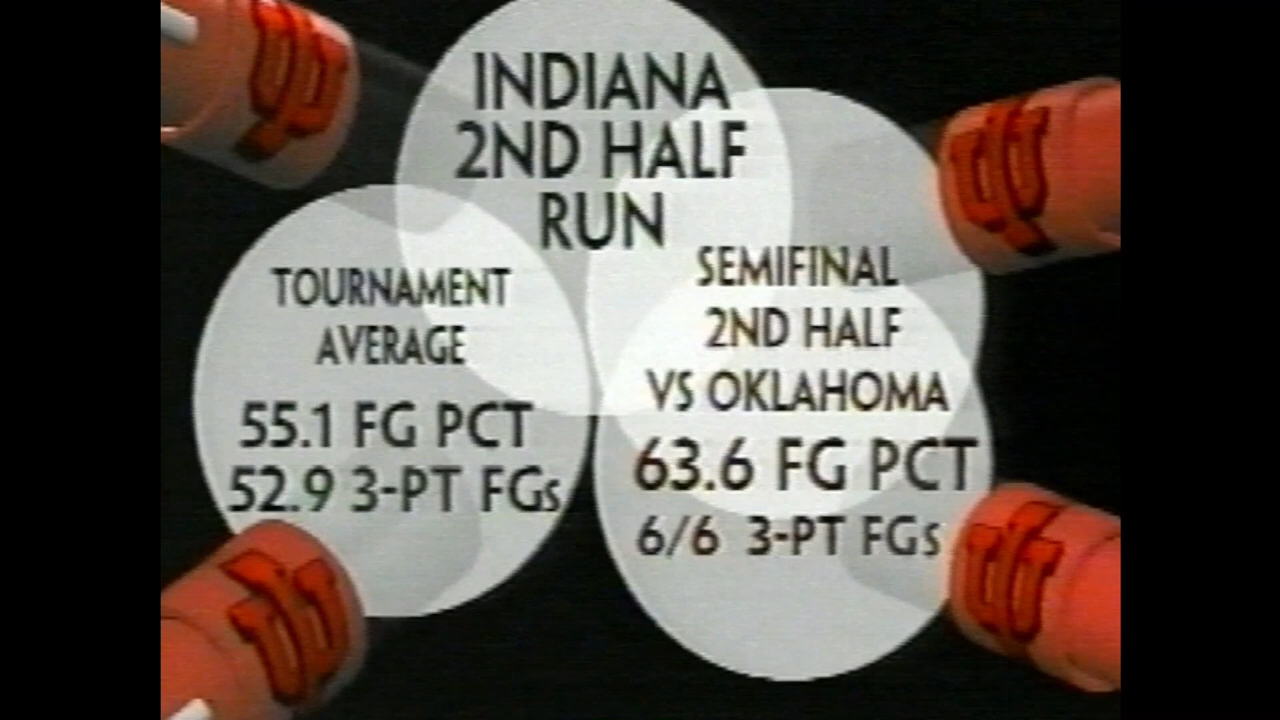 INDIANA
2ND HALF
RUN
TOURNAMENT
AVERAGE
55.1 FG PCT
52.9 3-PT FGs
SEMIFINAL
2ND HALF
VS OKLAHOMA
63.6 FG PCT
6/6 3-PT FGs